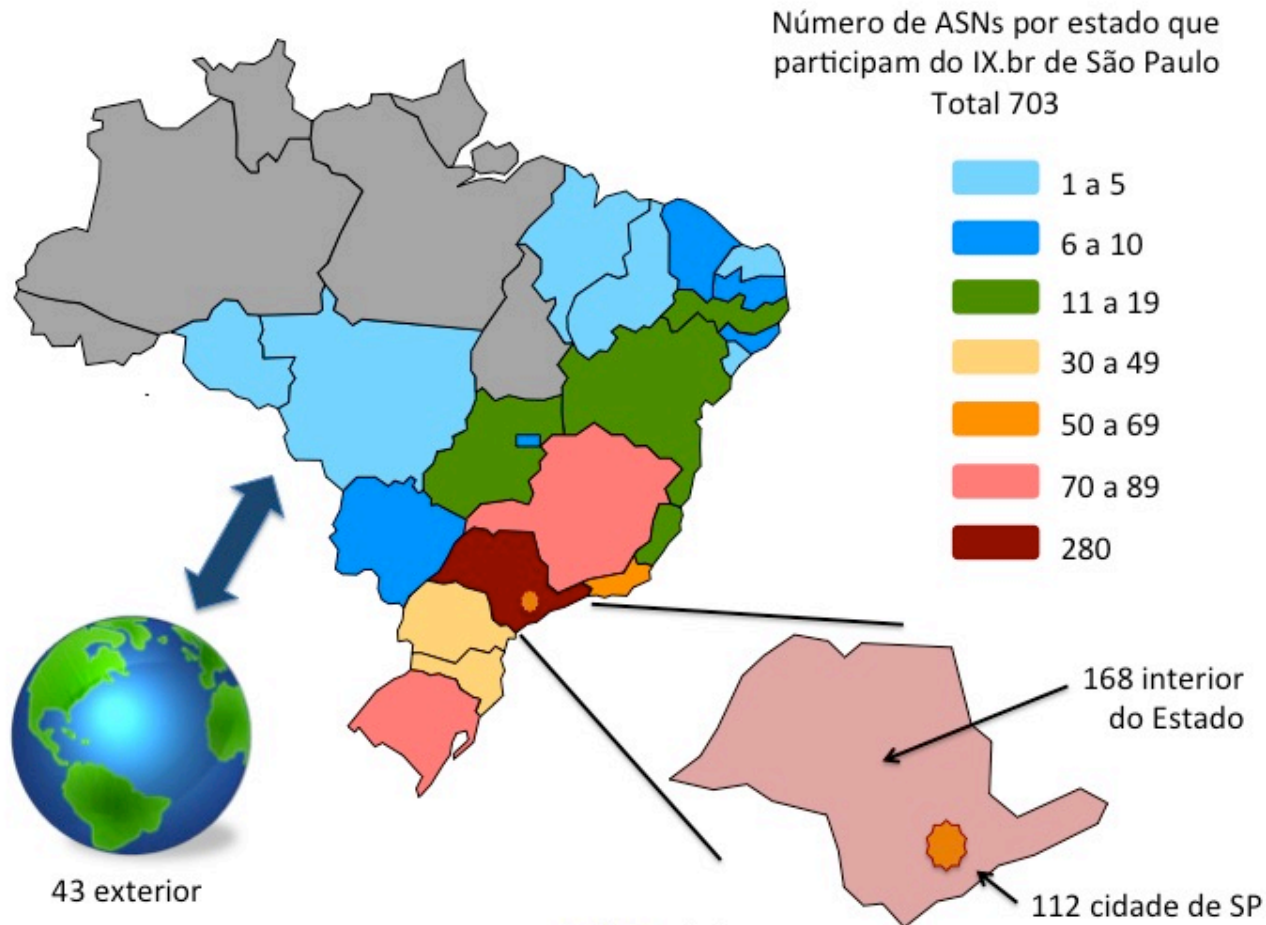 Número de ASNs por estado que
participam do IX.br de São Paulo
Total 703
1 a 5
6 a 10
11 a 19
30 a 49
50 a 69
70 a 89
280
168 interior
do Estado
43 exterior
112 cidade de SP